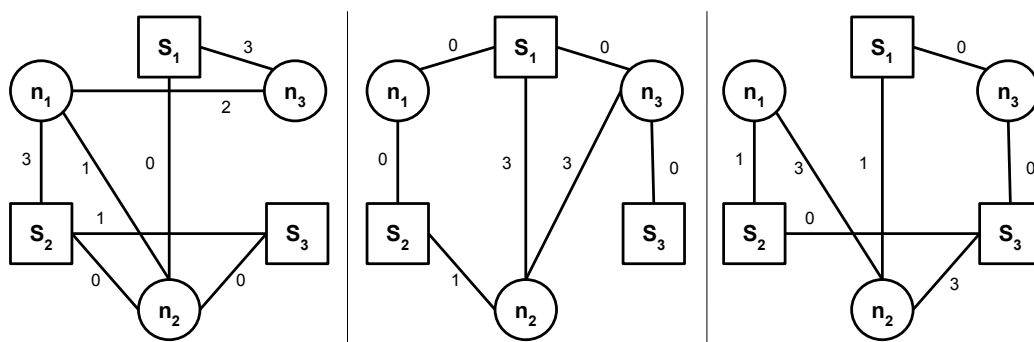 S1 3 n3
n1 2
3 1 0
S2 1 S3
0 0
n2
0 S1 0
n1 n3
0 3 3 0
S2 S3
1
n2
S1 0
n1 n3
1 3 1 0
S2 0 S3
3
n2